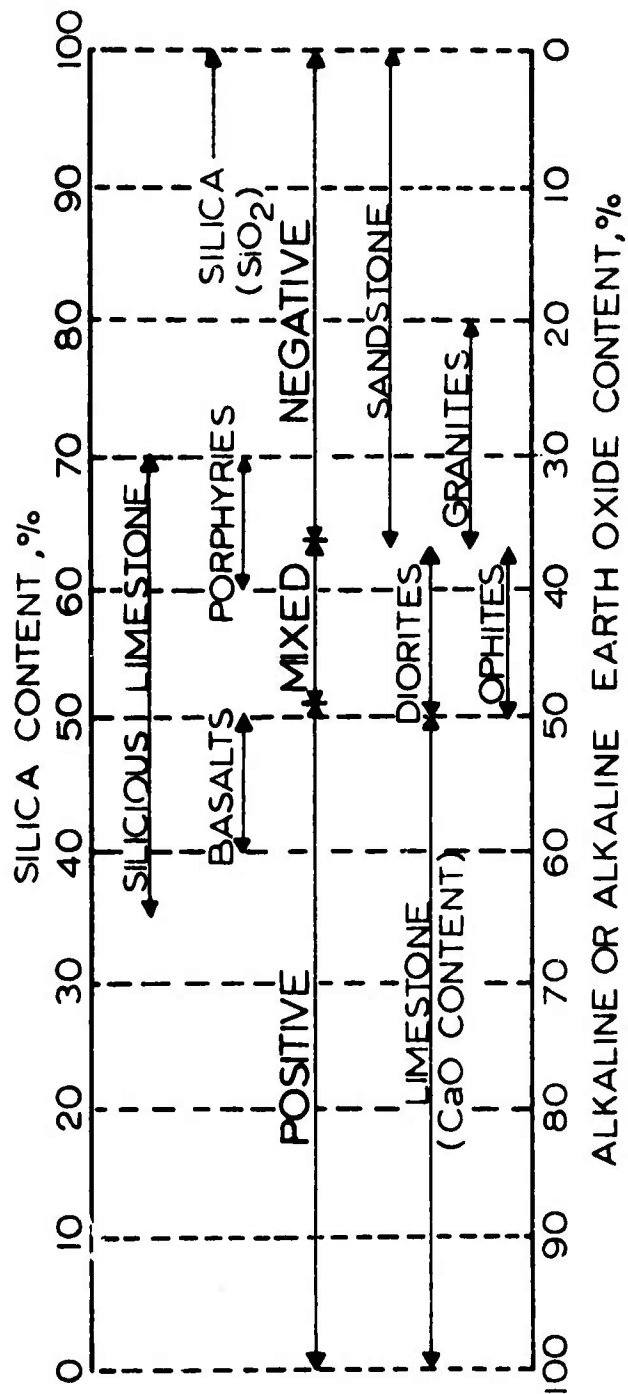 SILICA CONTENT,%
0 10 20 30 40 50 60 70 80 90 100
SILICIOUS LIMESTONE
BASALTS PORPHYRIES SILICA
(SiO2)
POSITIVE MIXED NEGATIVE
LIMESTONE DIORITES SANDSTONE
(CaO CONTENT)
OPHITES GRANITES
100 90 80 70 60 50 40 30 20 10 0
ALKALINE OR ALKALINE EARTH OXIDE CONTENT,%